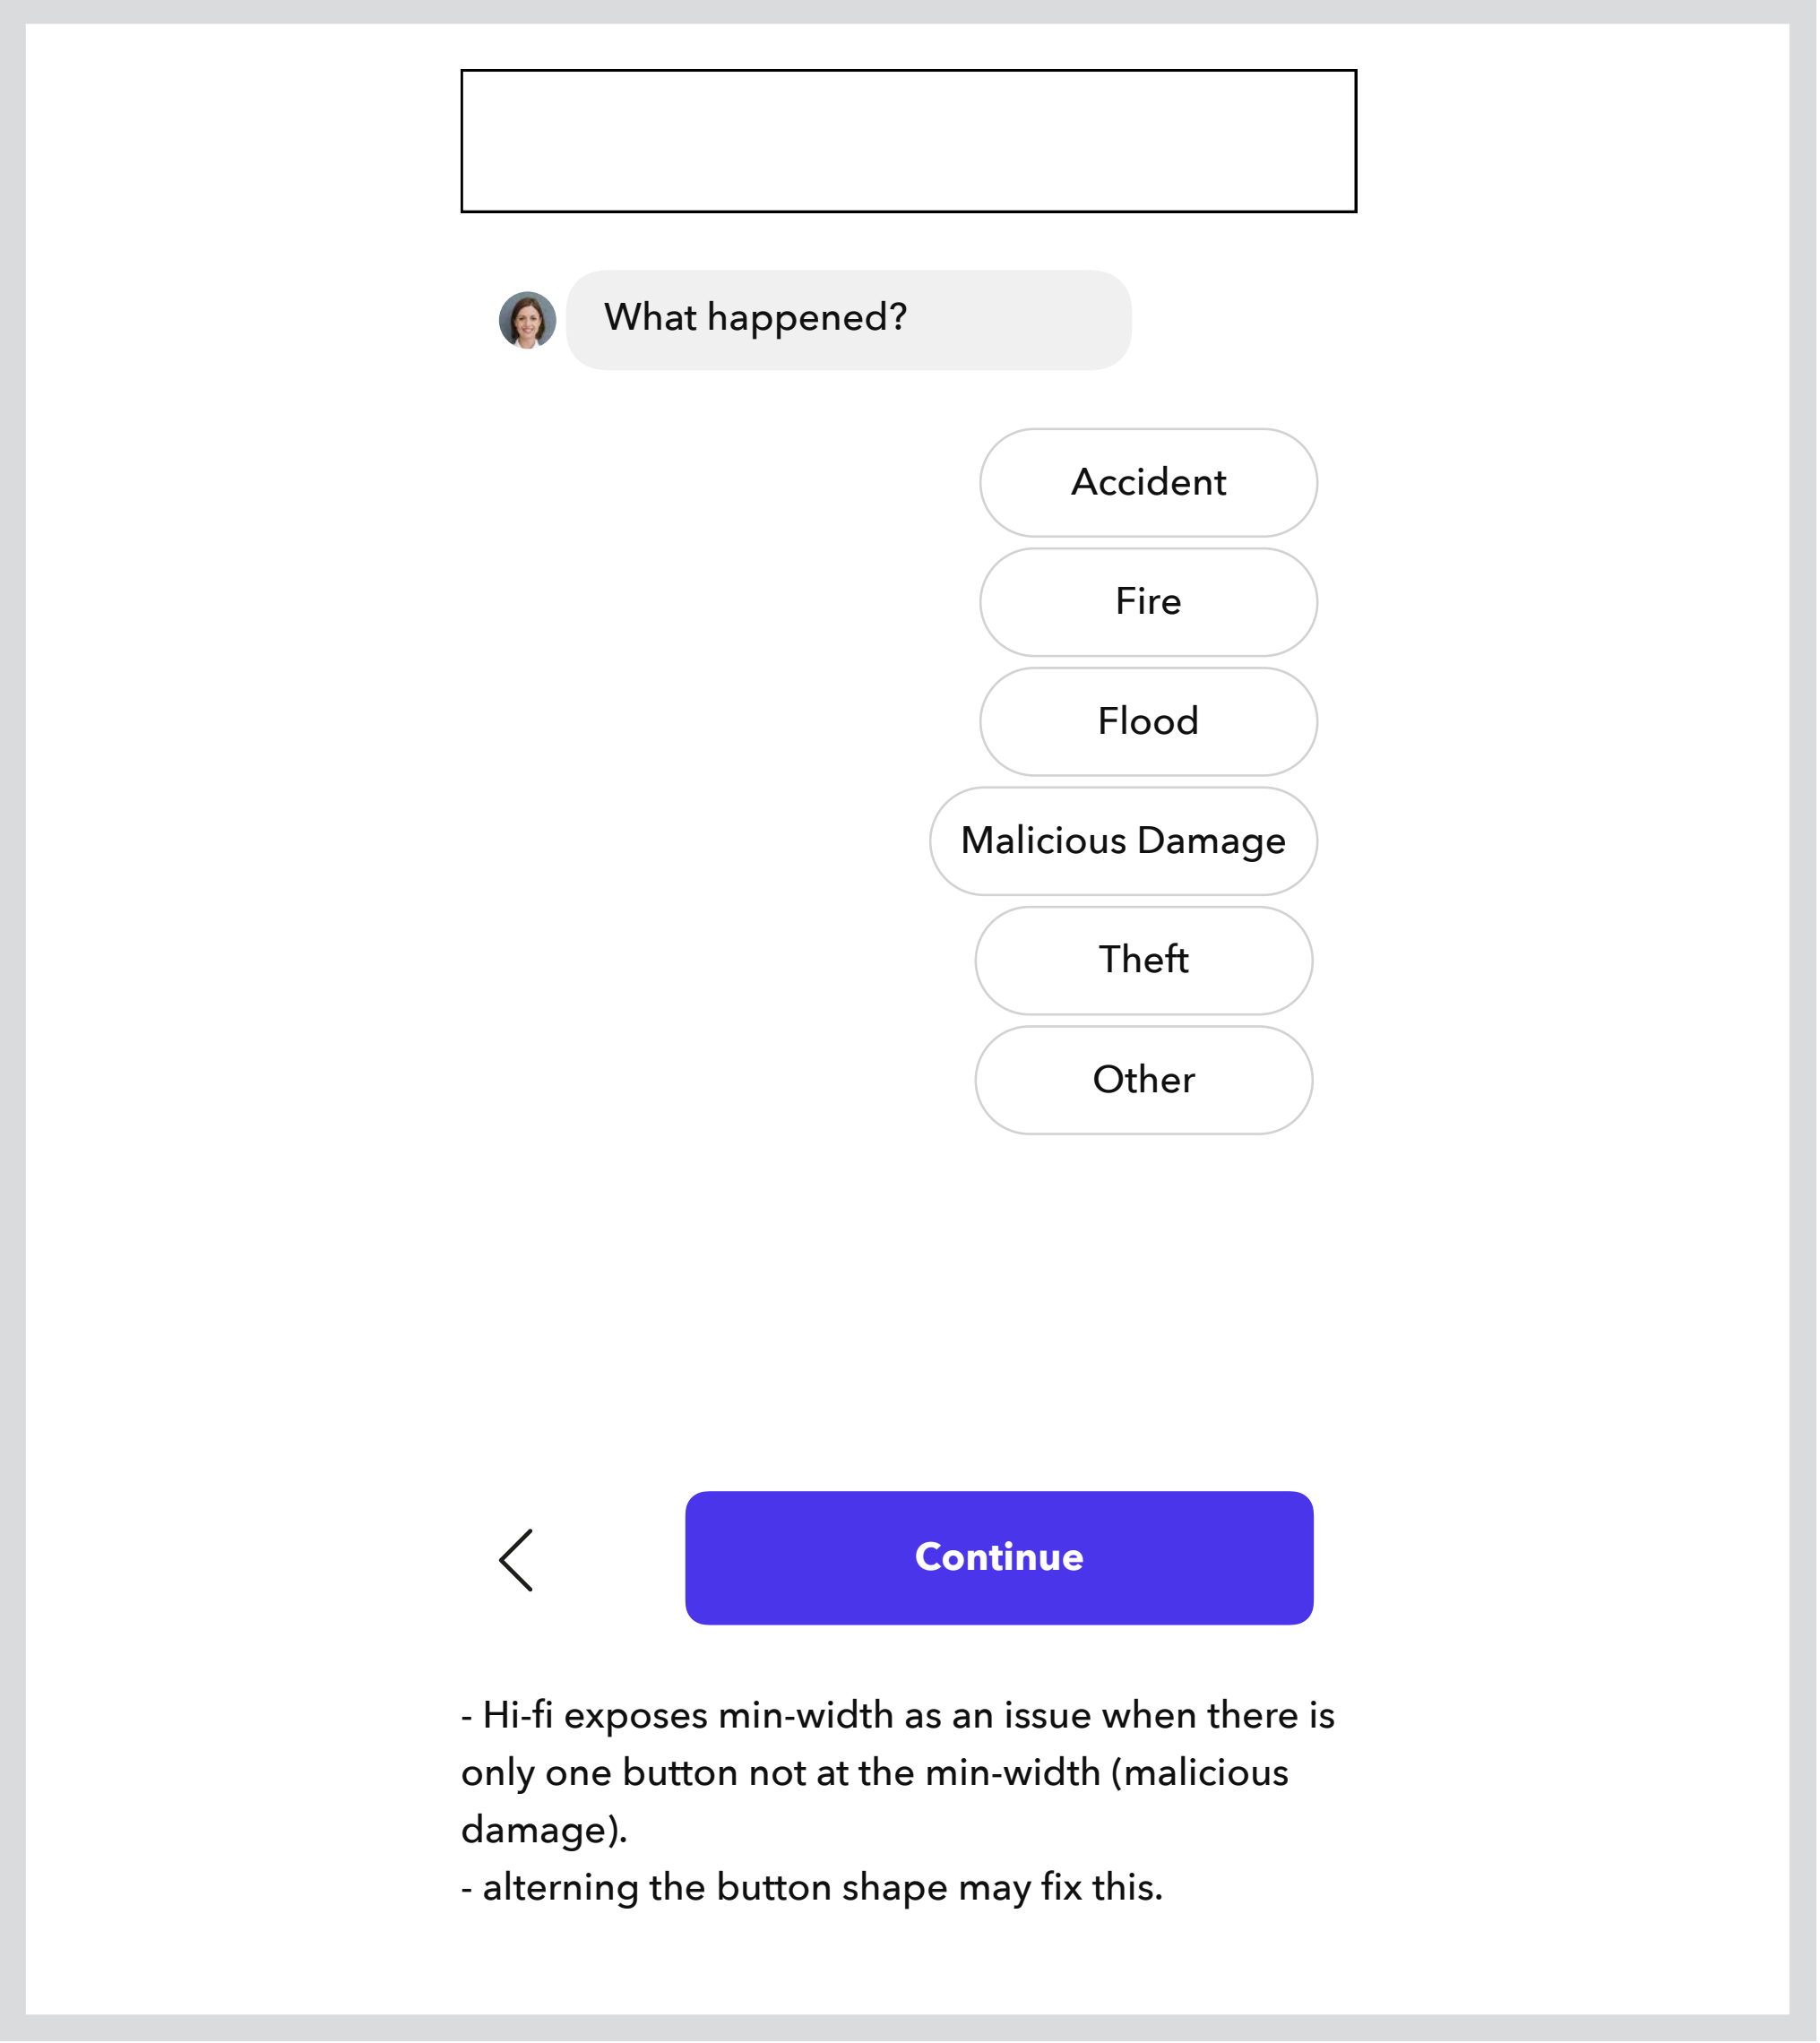 What happened?
Accident
Fire
Flood
Malicious Damage
Theft
Other
Continue
- Hi-fi exposes min-width as an issue when there is
only one button not at the min-width (malicious
damage).
- alterning the button shape may fix this.